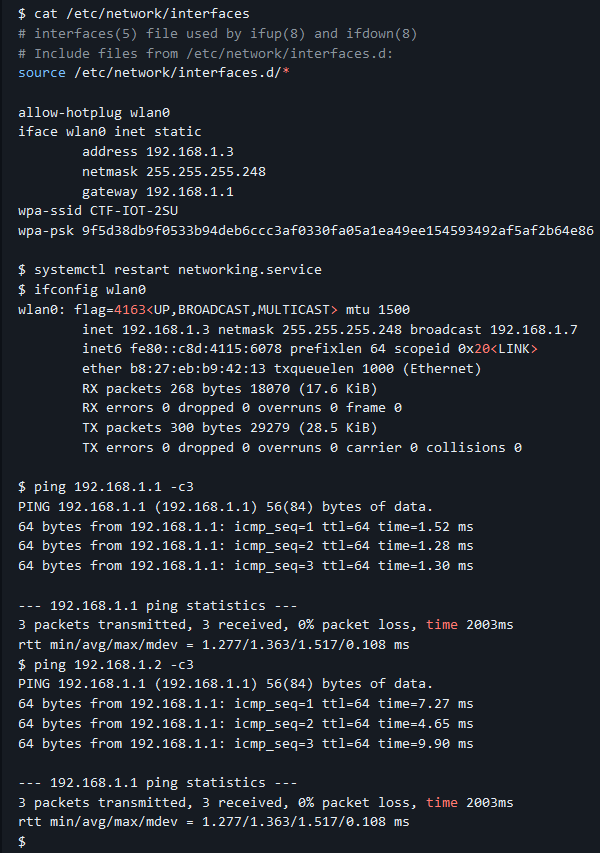 $ cat /etc/network/interfaces
# interfaces(5) file used by ifup(8) and ifdown(8)
# Include files from /etc/network/interfaces.d:
source /etc/network/interfaces.d/*

allow-hotplug wlan0
iface wlan0 inet static
        address 192.168.1.3
        netmask 255.255.255.248
        gateway 192.168.1.1
wpa-ssid CTF-IOT-2SU
wpa-psk 9f5d38db9f0533b94deb6ccc3af0330fa05a1ea49ee154593492af5af2b64e86

$ systemctl restart networking.service
$ ifconfig wlan0
wlan0: flag=4163<UP,BROADCAST,MULTICAST> mtu 1500
        inet 192.168.1.3 netmask 255.255.255.248 broadcast 192.168.1.7
        inet6 fe80::c8d:4115:6078 prefixlen 64 scopeid 0x20<LINK>
        ether b8:27:eb:b9:42:13 txqueuelen 1000 (Ethernet)
        RX packets 268 bytes 18070 (17.6 KiB)
        RX errors 0 dropped 0 overruns 0 frame 0
        TX packets 300 bytes 29279 (28.5 KiB)
        TX errors 0 dropped 0 overruns 0 carrier 0 collisions 0

$ ping 192.168.1.1 -c3
PING 192.168.1.1 (192.168.1.1) 56(84) bytes of data.
64 bytes from 192.168.1.1: icmp_seq=1 ttl=64 time=1.52 ms
64 bytes from 192.168.1.1: icmp_seq=2 ttl=64 time=1.28 ms
64 bytes from 192.168.1.1: icmp_seq=3 ttl=64 time=1.30 ms

--- 192.168.1.1 ping statistics ---
3 packets transmitted, 3 received, 0% packet loss, time 2003ms
rtt min/avg/max/mdev = 1.277/1.363/1.517/0.108 ms
$ ping 192.168.1.2 -c3
PING 192.168.1.1 (192.168.1.1) 56(84) bytes of data.
64 bytes from 192.168.1.1: icmp_seq=1 ttl=64 time=7.27 ms
64 bytes from 192.168.1.1: icmp_seq=2 ttl=64 time=4.65 ms
64 bytes from 192.168.1.1: icmp_seq=3 ttl=64 time=9.90 ms

--- 192.168.1.1 ping statistics ---
3 packets transmitted, 3 received, 0% packet loss, time 2003ms
rtt min/avg/max/mdev = 1.277/1.363/1.517/0.108 ms
$